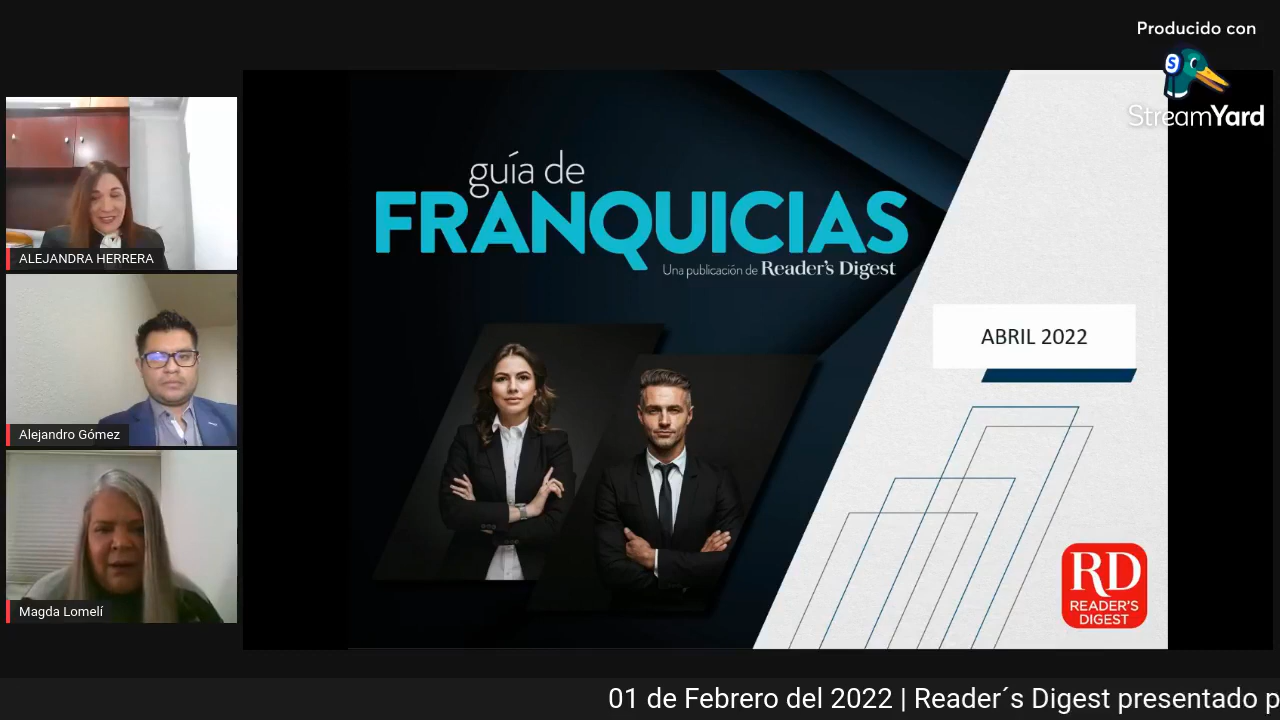 Producido con
S
StreamYard
ALEJANDRA HERRERA
Alejandro Gómez
Magda Lomelí
guía de
FRANQUICIAS
Una publicación de Reader's Digest
ABRIL 2022
RD
READER'S
DIGEST
01 de Febrero del 2022 | Reader´s Digest presentado p